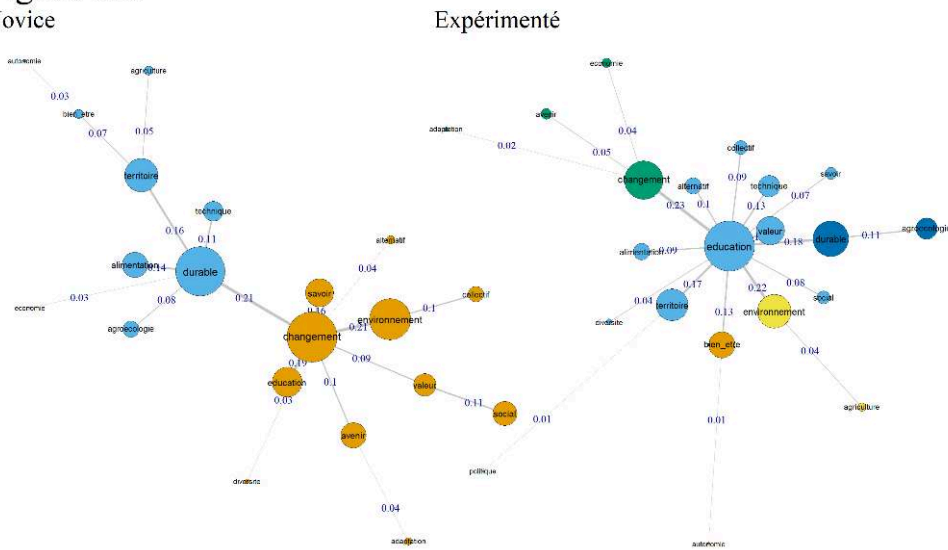 ovice
Expérimenté
autonomie
agriculture
0.03
bien_etre
0.07
0.05
territoire
0.16
technique
0.11
alimentation
0.14
durable
economie
0.03
0.08
agroecologie
0.21
alternatif
0.04
savoir
0.16
collectif
0.1
environnement
0.21
changement
0.19
0.09
education
0.1
valeur
0.11
social
0.03
avenir
diversite
0.04
adaptation
economie
0.04
avenir
adaptation
0.02
0.05
changement
0.23
collectif
0.09
alternatif
0.1
technique
0.13
savoir
0.07
valeur
education
0.18
durable
0.11
agroecologie
alimentation
0.09
0.04
0.17
0.22
0.08
social
diversite
territoire
0.13
environnement
bien_etre
0.04
agriculture
0.01
0.01
politique
autonomie